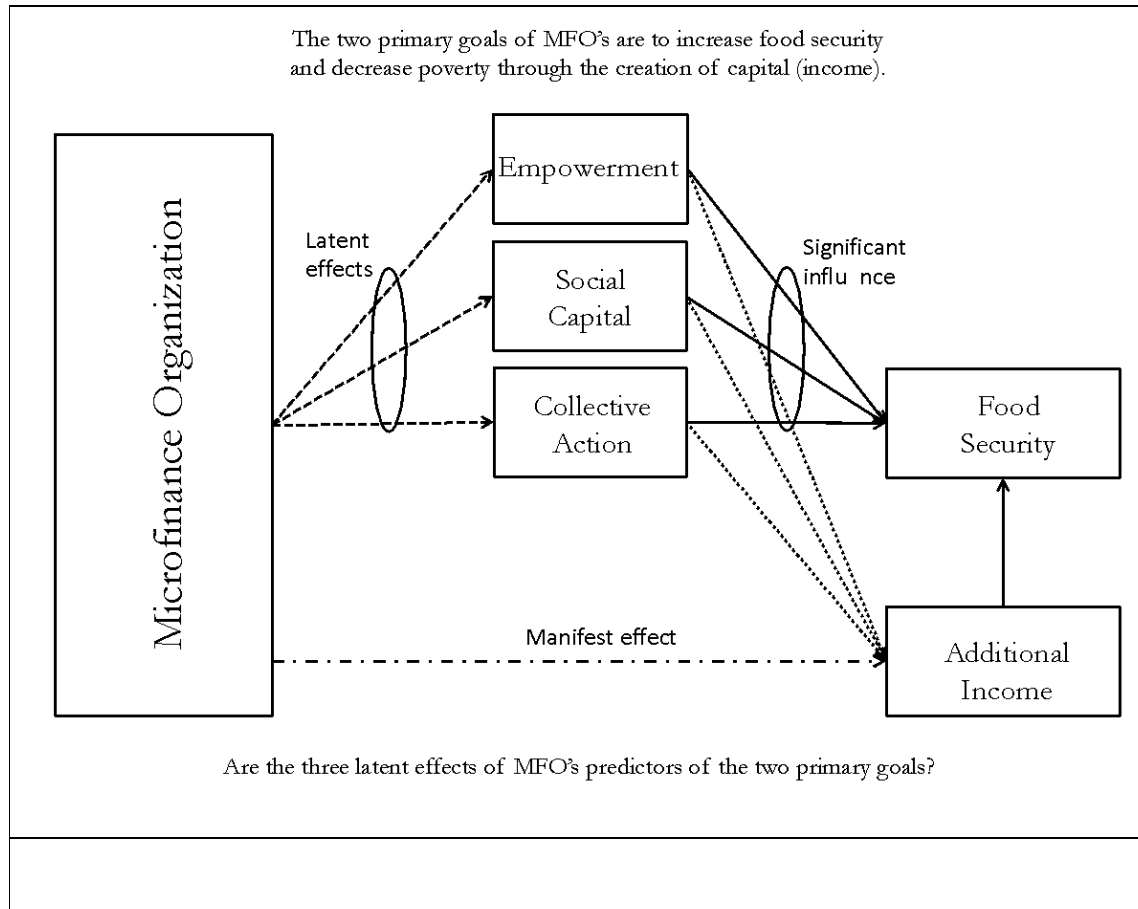 The two primary goals of MFO's are to increase food security
and decrease poverty through the creation of capital (income).
Microfinance Organization
Latent
effects
Empowerment
Social
Capital
Collective
Action
Significant
influ nce
Food
Security
Manifest effect
Additional
Income
Are the three latent effects of MFO's predictors of the two primary goals?